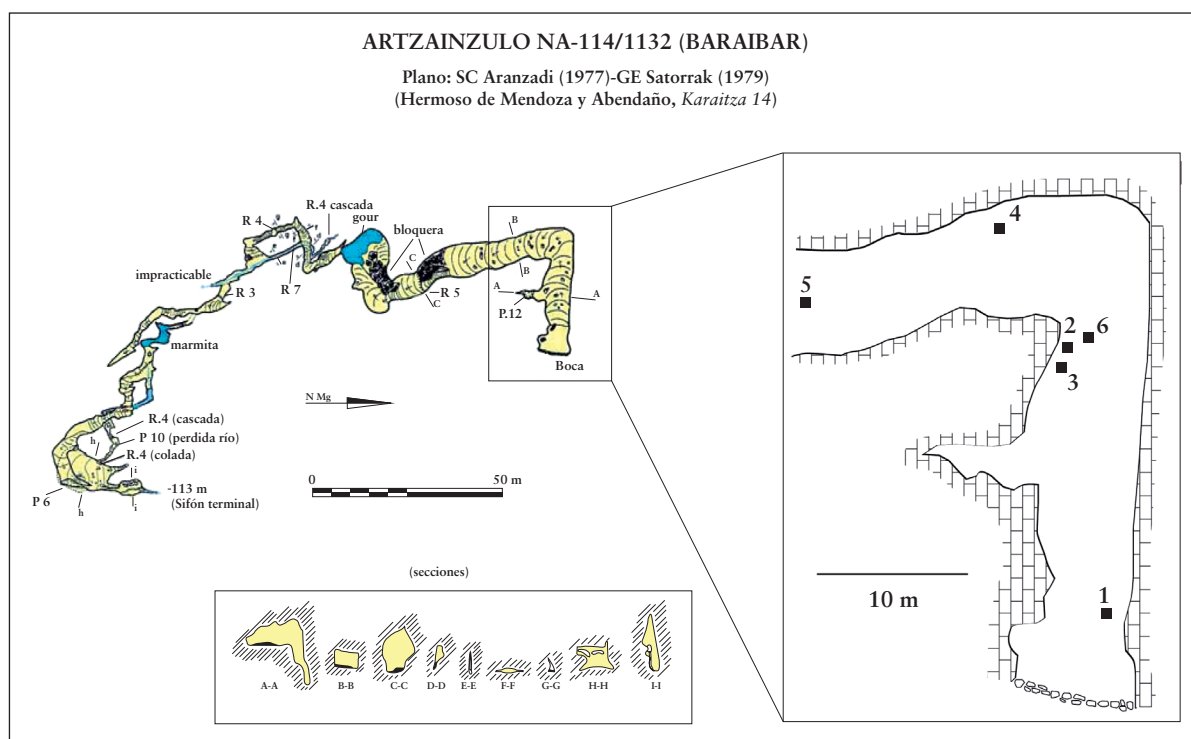 ARTZAINZULO NA-114/1132 (BARAIBAR)
Plano: SC Aranzadi (1977)-GE Satorrak (1979)
(Hermoso de Mendoza y Abendaño, Karaitza 14)
R.4 cascada
R 4
gour
bloquera
B
C
impracticable
R 7
B
R 3
R 5
C
A
A
P.12
marmita
Boca
N Mg
R.4 (cascada)
P 10 (perdida río)
h
R.4 (colada)
i
-113 m
(Sifón terminal)
P 6
h
i
0
50 m
4
5
2
6
3
1
10 m
(secciones)
A-A
B-B
C-C
D-D
E-E
F-F
G-G
H-H
I-I